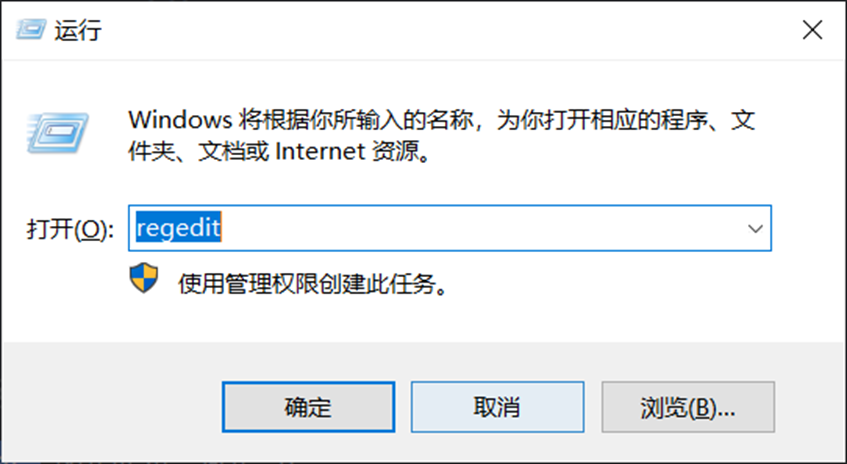 运行
Windows 将根据你所输入的名称，为你打开相应的程序、文
件夹、文档或 Internet 资源。
打开(O): regedit
使用管理权限创建此任务。
确定 取消 浏览(B)...